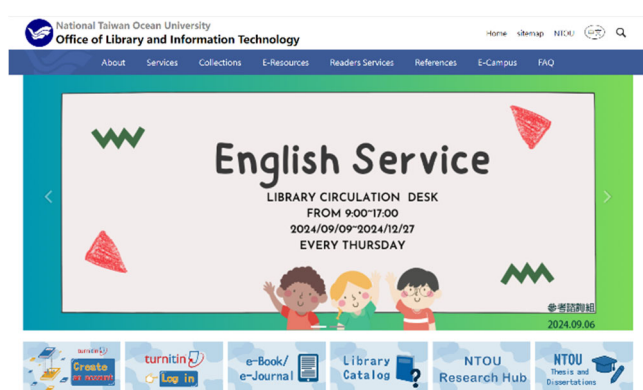 National Taiwan Ocean University
Office of Library and Information Technology
Home sitemap NTOU 中文
About Services Collections E-Resources Readers Services References E-Campus FAQ
English Service
LIBRARY CIRCULATION DESK
FROM 9:00~17:00
2024/09/09~2024/12/27
EVERY THURSDAY
參考諮詢組
2024.09.06
turnitin
Create
turnitin
Log in
e-Book/
e-Journal
Library
Catalog
NTOU
Research Hub
NTOU
Thesis and
Dissertations